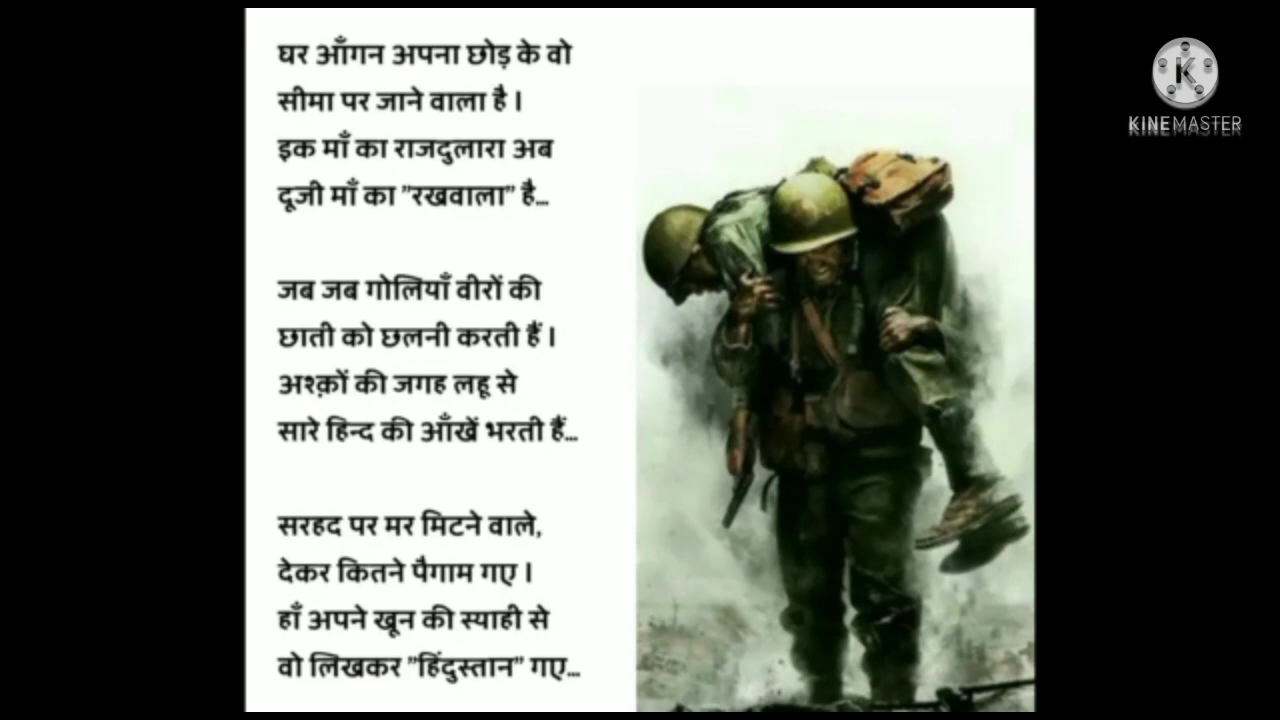 घर आँगन अपना छोड़ के वो
सीमा पर जाने वाला है ।
इक माँ का राजदुलारा अब
दूजी माँ का ”रखवाला” है...
जब जब गोलियाँ वीरों की
छाती को छलनी करती हैं ।
अश्क़ों की जगह लहू से
सारे हिन्द की आँखें भरती हैं...
सरहद पर मर मिटने वाले,
देकर कितने पैगाम गए ।
हाँ अपने खून की स्याही से
वो लिखकर ”हिंदुस्तान” गए...
K
KINEMASTER